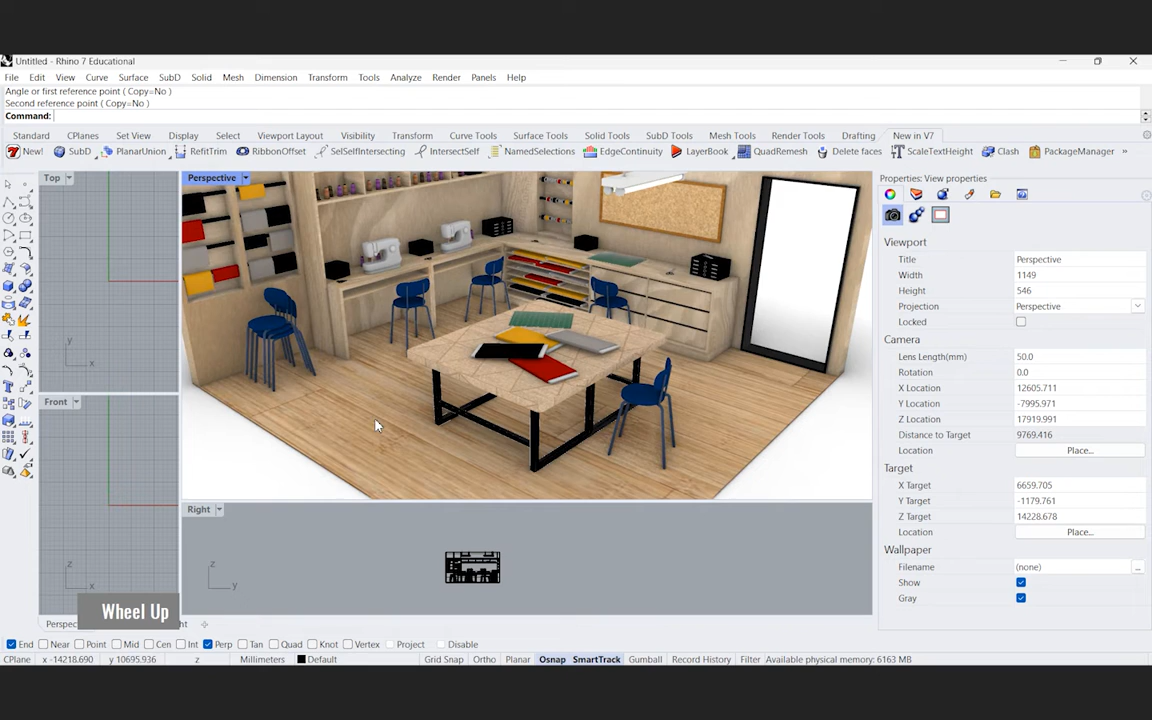 Untitled - Rhino 7 Educational
File Edit View Curve Surface SubD Solid Mesh Dimension Transform Tools Analyze Render Panels Help
Angle or first reference point ( Copy=No )
Second reference point ( Copy=No )
Command:
Standard CPlanes Set View Display Select Viewport Layout Visibility Transform Curve Tools Surface Tools Solid Tools SubD Tools Mesh Tools Render Tools Drafting New in V7
New! SubD PlanarUnion RefitTrim RibbonOffset SelSelfIntersecting IntersectSelf NamedSelections EdgeContinuity LayerBook QuadRemesh Delete faces ScaleTextHeight Clash PackageManager »
Top
Perspective
Properties: View properties
Viewport
Title Perspective
Width 1149
Height 546
Projection Perspective
Locked
Camera
Lens Length(mm) 50.0
Rotation 0.0
X Location 12605.711
Y Location -7995.971
Z Location 17919.991
Distance to Target 9769.416
Location Place...
Target
X Target 6659.705
Y Target -1179.761
Z Target 14228.678
Location Place...
Wallpaper
Filename (none) ...
Show
Gray
y
x
Front
z
x
Right
z
y
Wheel Up
End Near Point Mid Cen Int Perp Tan Quad Knot Vertex Project Disable
CPlane x -14218.690 y 10695.936 z Millimeters Default Grid Snap Ortho Planar Osnap SmartTrack Gumball Record History Filter Available physical memory: 6163 MB